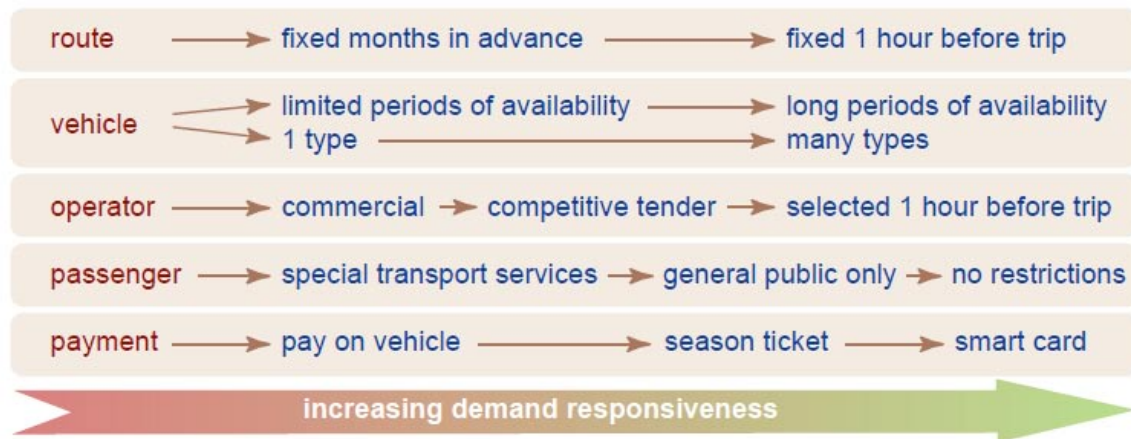 route fixed months in advance fixed 1 hour before trip
vehicle limited periods of availability long periods of availability
1 type many types
operator commercial competitive tender selected 1 hour before trip
passenger special transport services general public only no restrictions
payment pay on vehicle season ticket smart card
increasing demand responsiveness